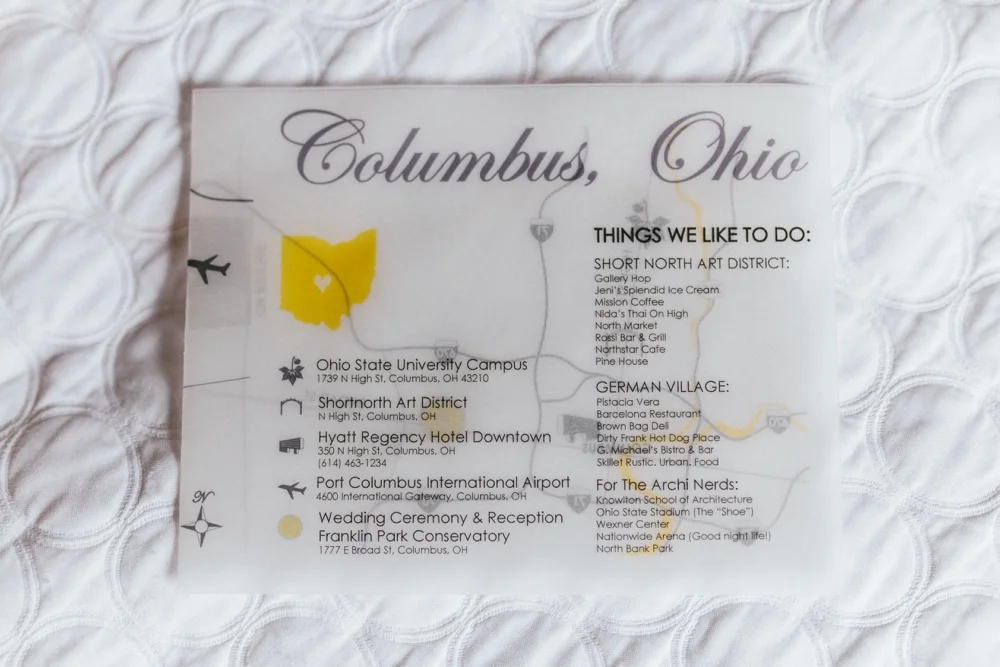 Columbus, Ohio
N
Ohio State University Campus
1739 N High St, Columbus, OH 43210
Shortnorth Art District
N High St, Columbus, OH
Hyatt Regency Hotel Downtown
350 N High St, Columbus, OH
(614) 463-1234
Port Columbus International Airport
4600 International Gateway, Columbus, OH
Wedding Ceremony & Reception
Franklin Park Conservatory
1777 E Broad St, Columbus, OH
THINGS WE LIKE TO DO:
SHORT NORTH ART DISTRICT:
Gallery Hop
Jeni's Splendid Ice Cream
Mission Coffee
Nida's Thai On High
North Market
Rossi Bar & Grill
Northstar Cafe
Pine House
GERMAN VILLAGE:
Pistacia Vera
Barcelona Restaurant
Brown Bag Deli
Dirty Frank Hot Dog Place
G. Michael's Bistro & Bar
Skillet Rustic. Urban. Food
For The Archi Nerds:
Knowlton School of Architecture
Ohio State Stadium (The "Shoe")
Wexner Center
Nationwide Arena (Good night life!)
North Bank Park